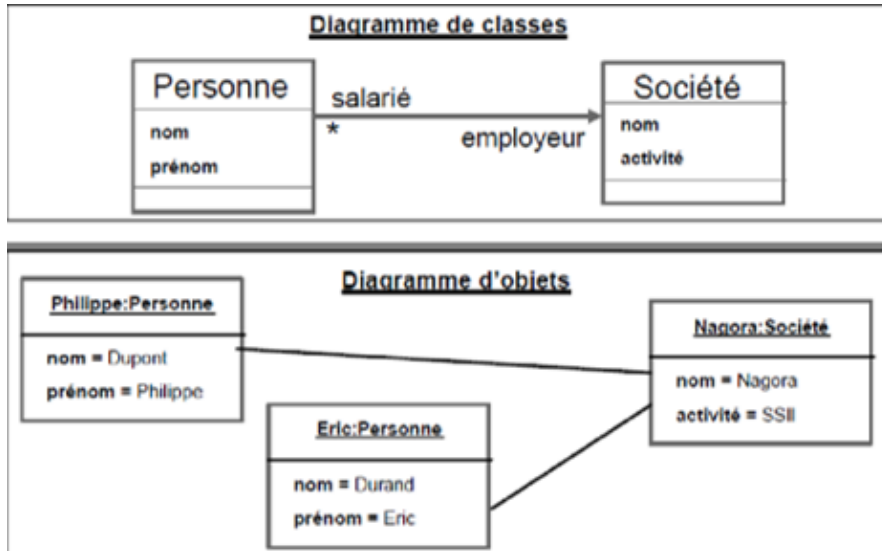 Diagramme de classes
Personne
nom
prénom
salarié
*
employeur
Société
nom
activité
Diagramme d'objets
Philippe:Personne
nom = Dupont
prénom = Philippe
Eric:Personne
nom = Durand
prénom = Eric
Nagora:Société
nom = Nagora
activité = SSII